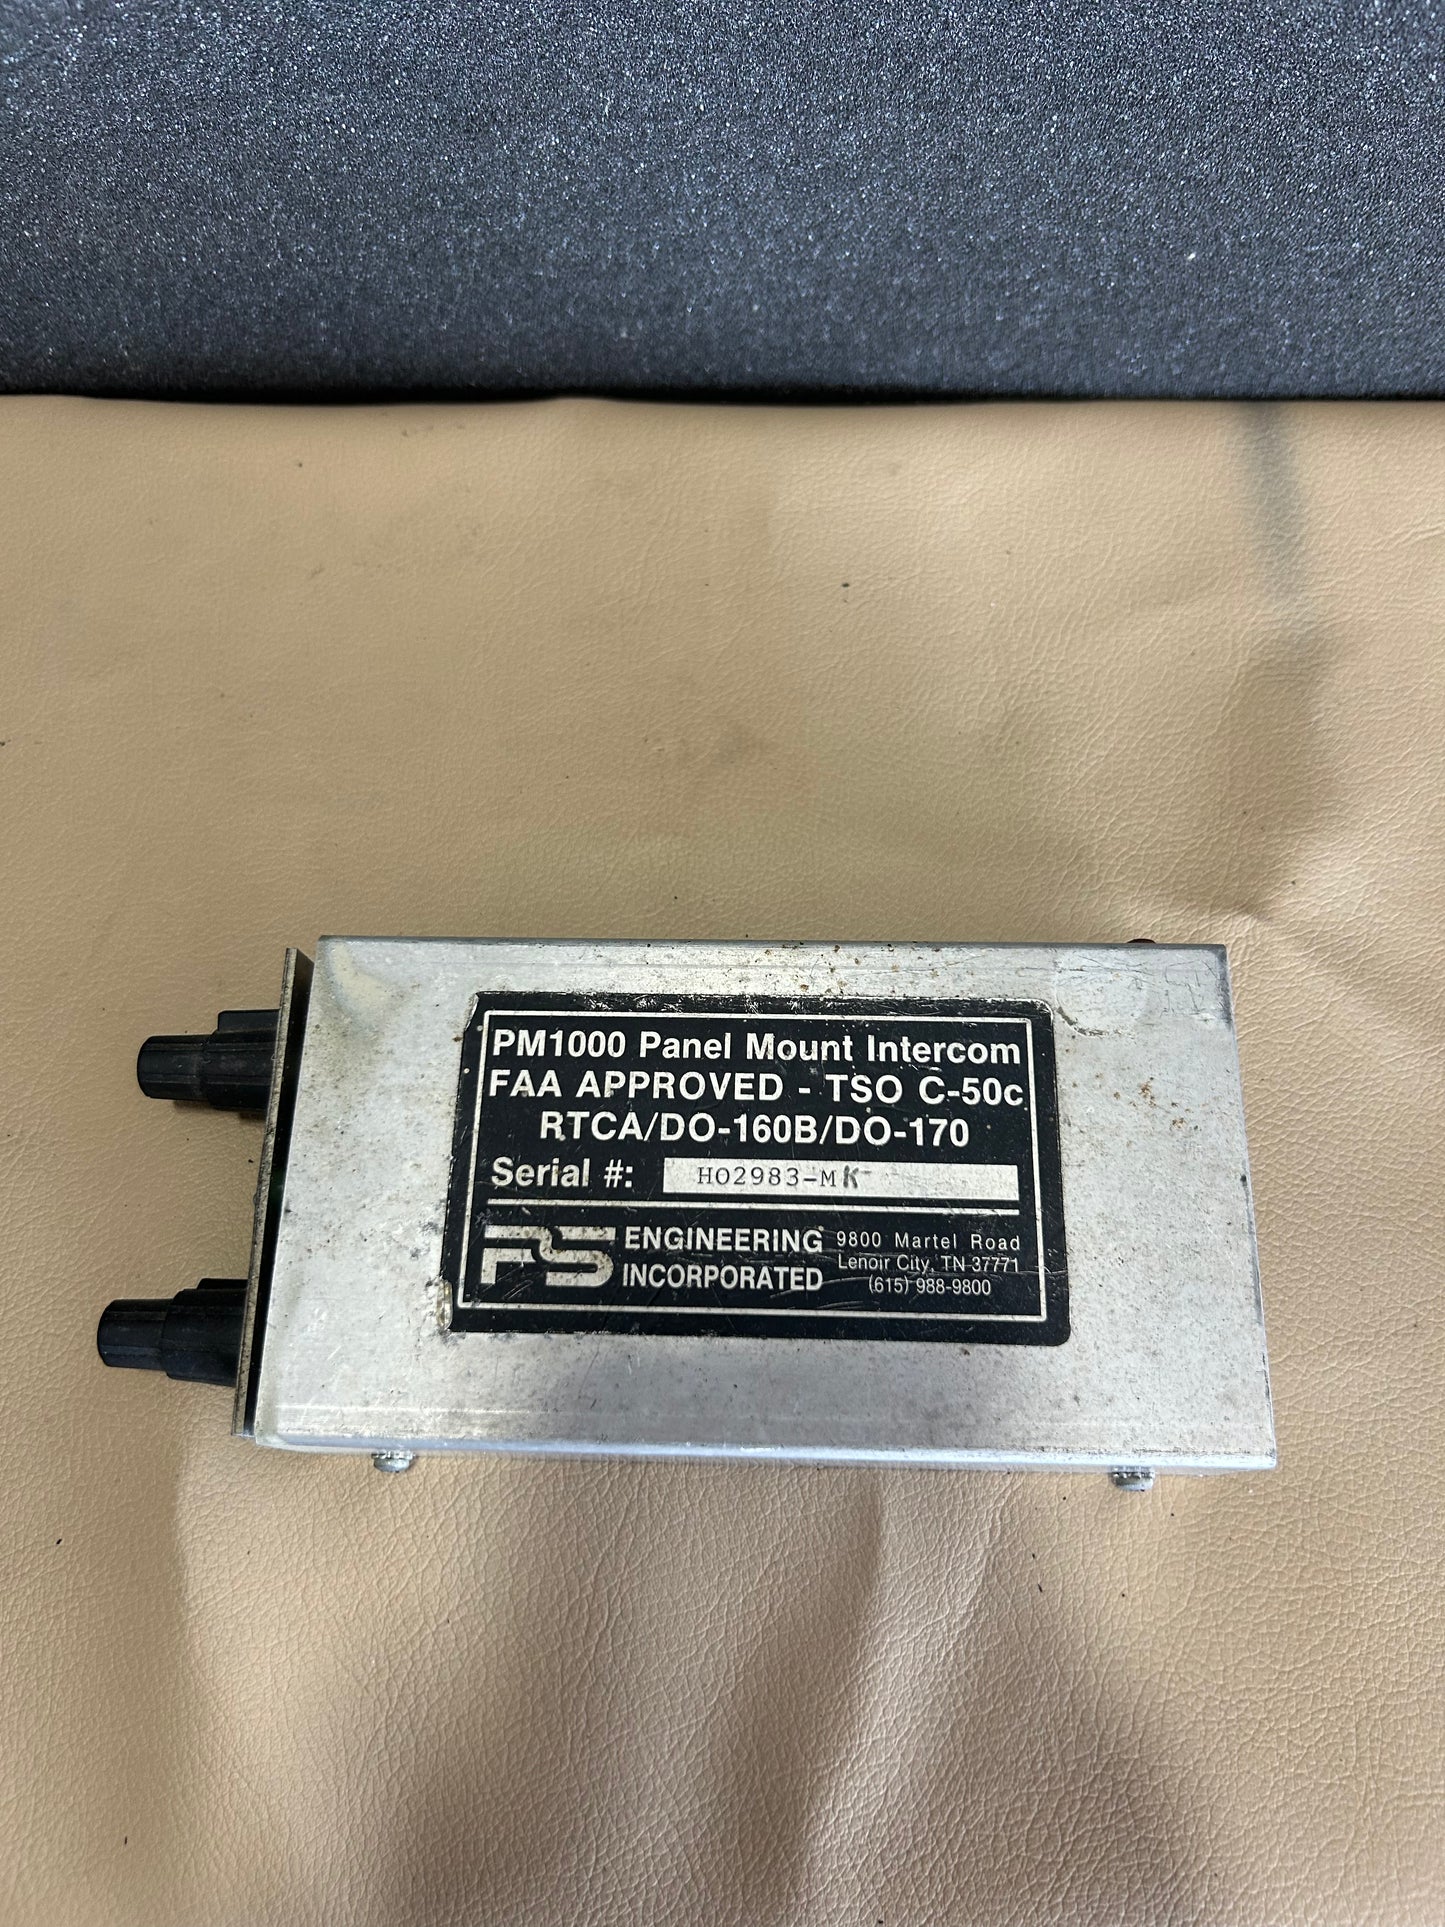 PM1000 Panel Mount Intercom
FAA APPROVED - TSO C-50c
RTCA/DO-160B/DO-170
Serial #: HO2983-MK
PS ENGINEERING INCORPORATED
9800 Martel Road
Lenoir City, TN 37771
(615) 988-9800